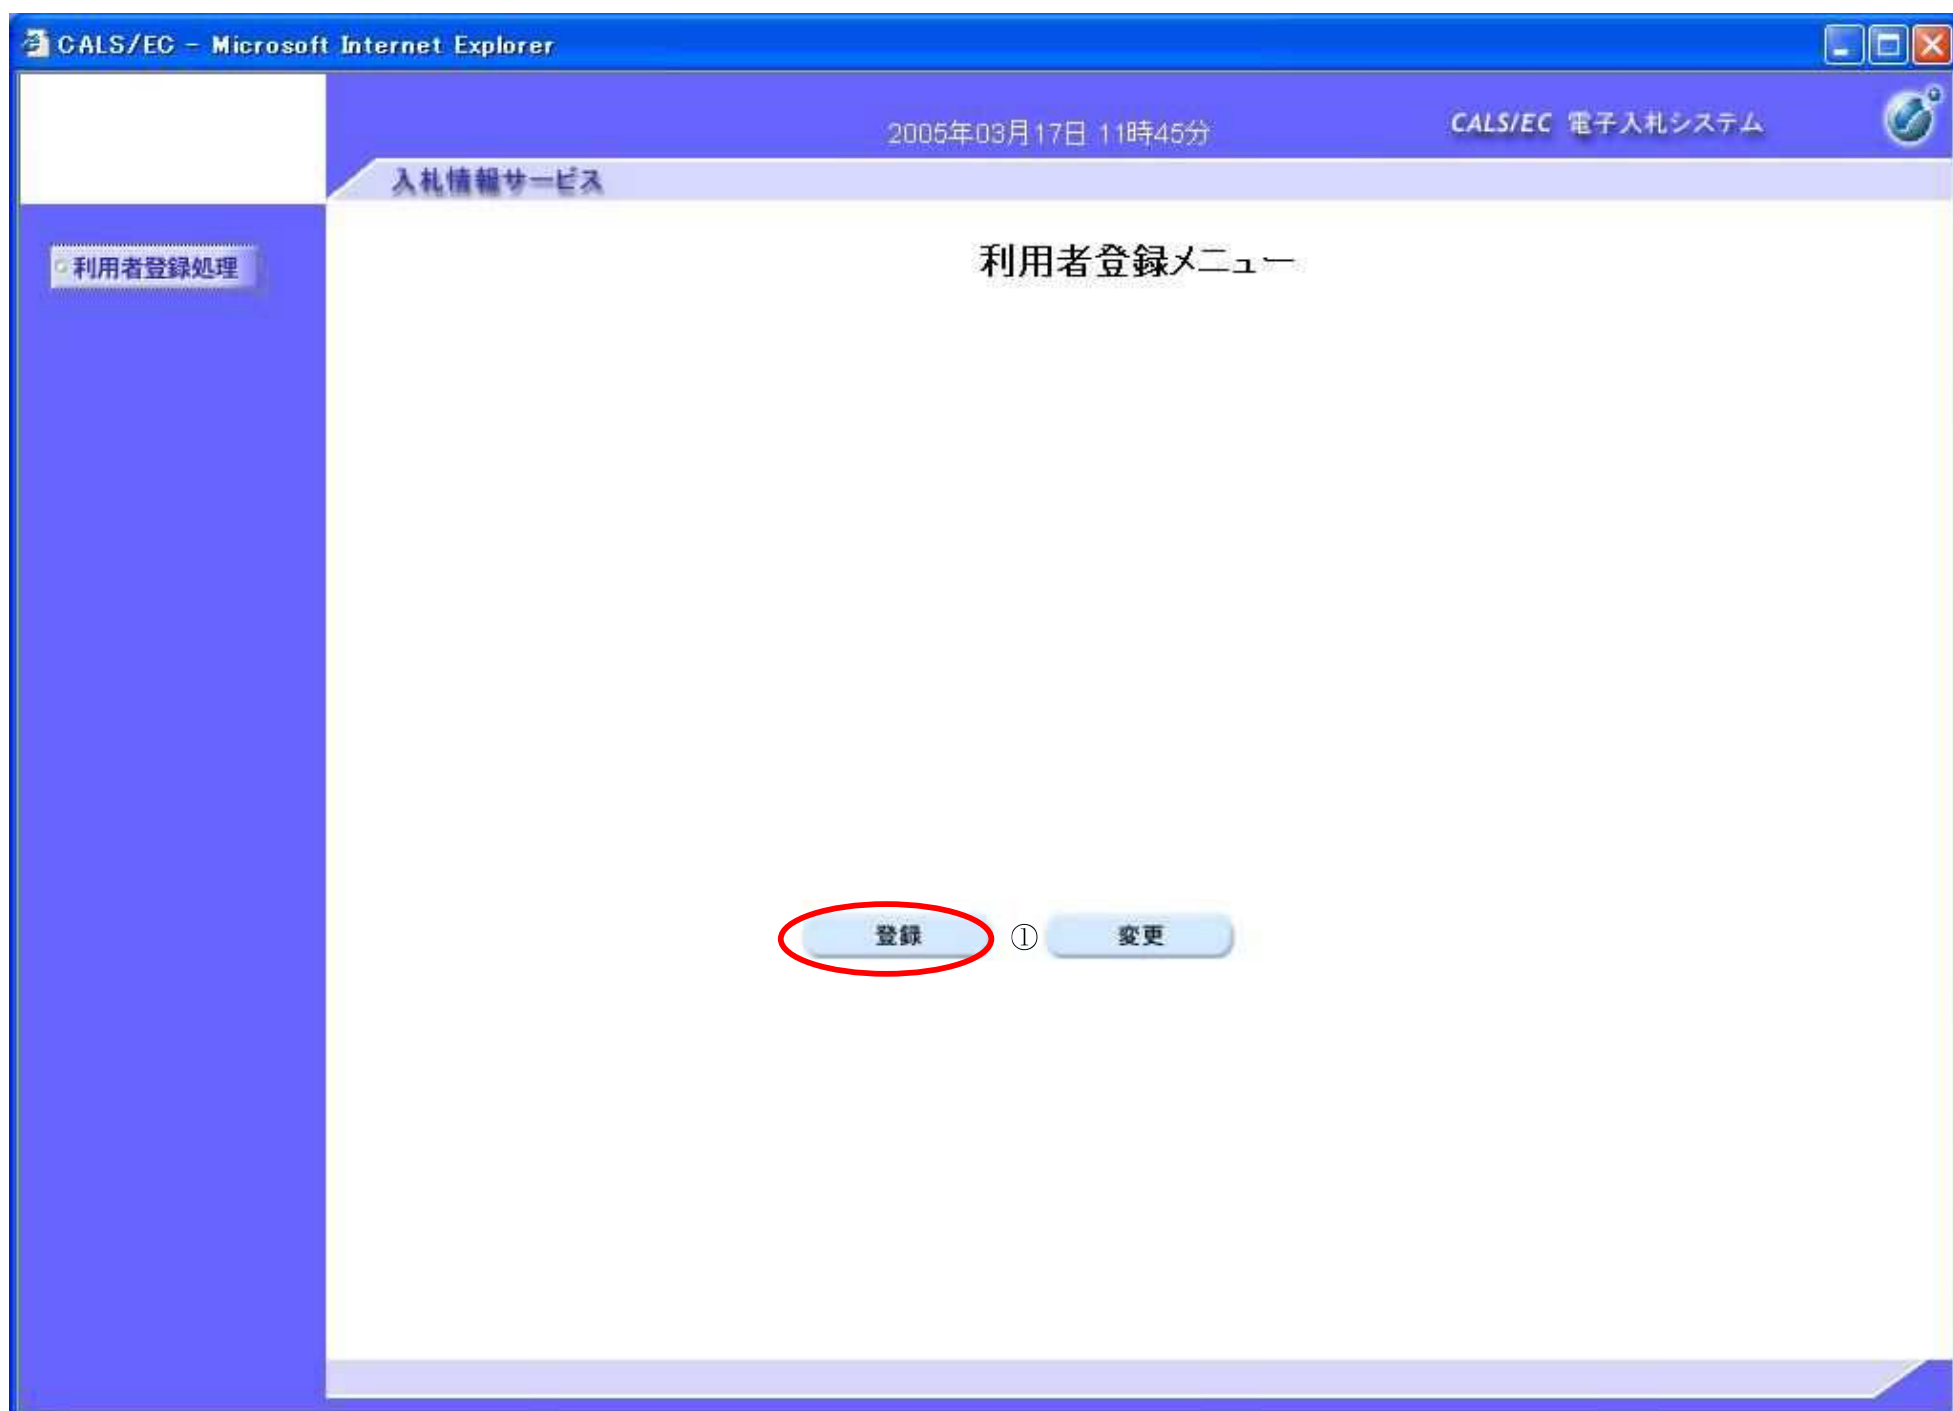 CALS/EC - Microsoft Internet Explorer
2005年03月17日 11時45分
CALS/EC 電子入札システム
入札情報サービス
利用者登録処理
利用者登録メニュー
登録 ① 変更